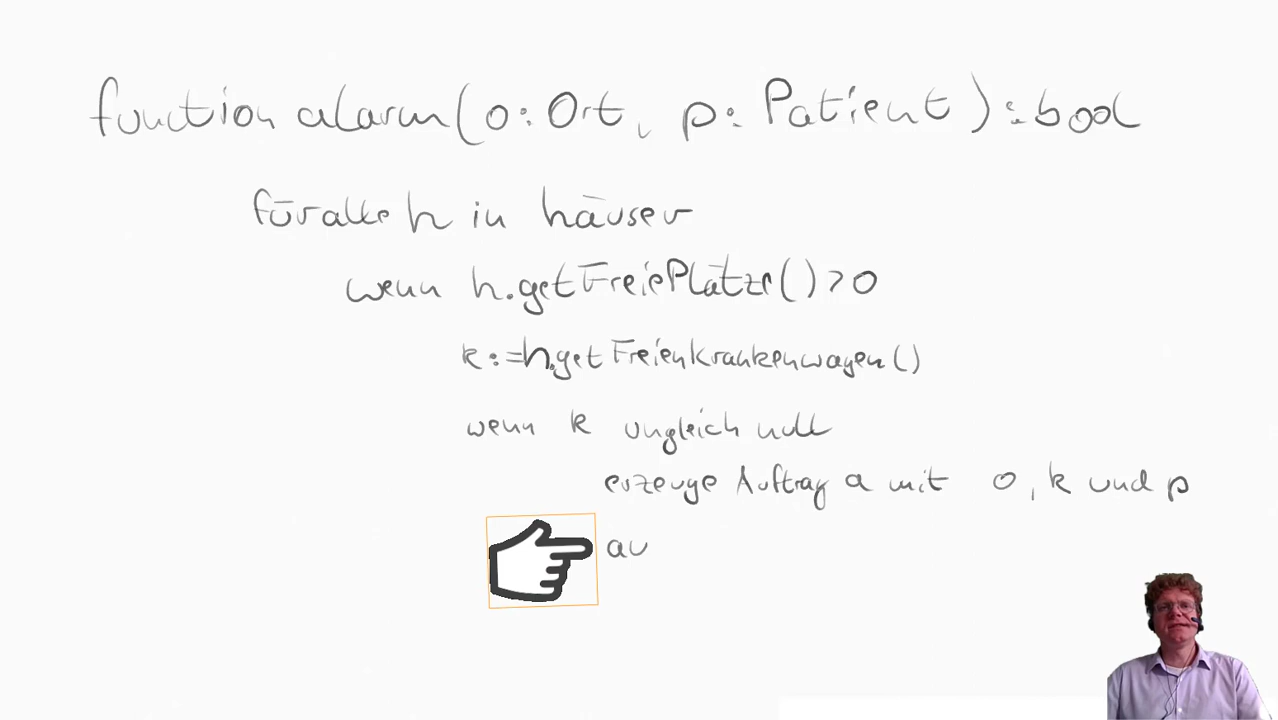 function alarm(o:Ort, p:Patient):bool
für alle h in häuser
wenn h.getFreiePlätze()>0
k:=h.getFreienKrankenwagen()
wenn k ungleich null
erzeuge Auftrag a mit o, k und p
au